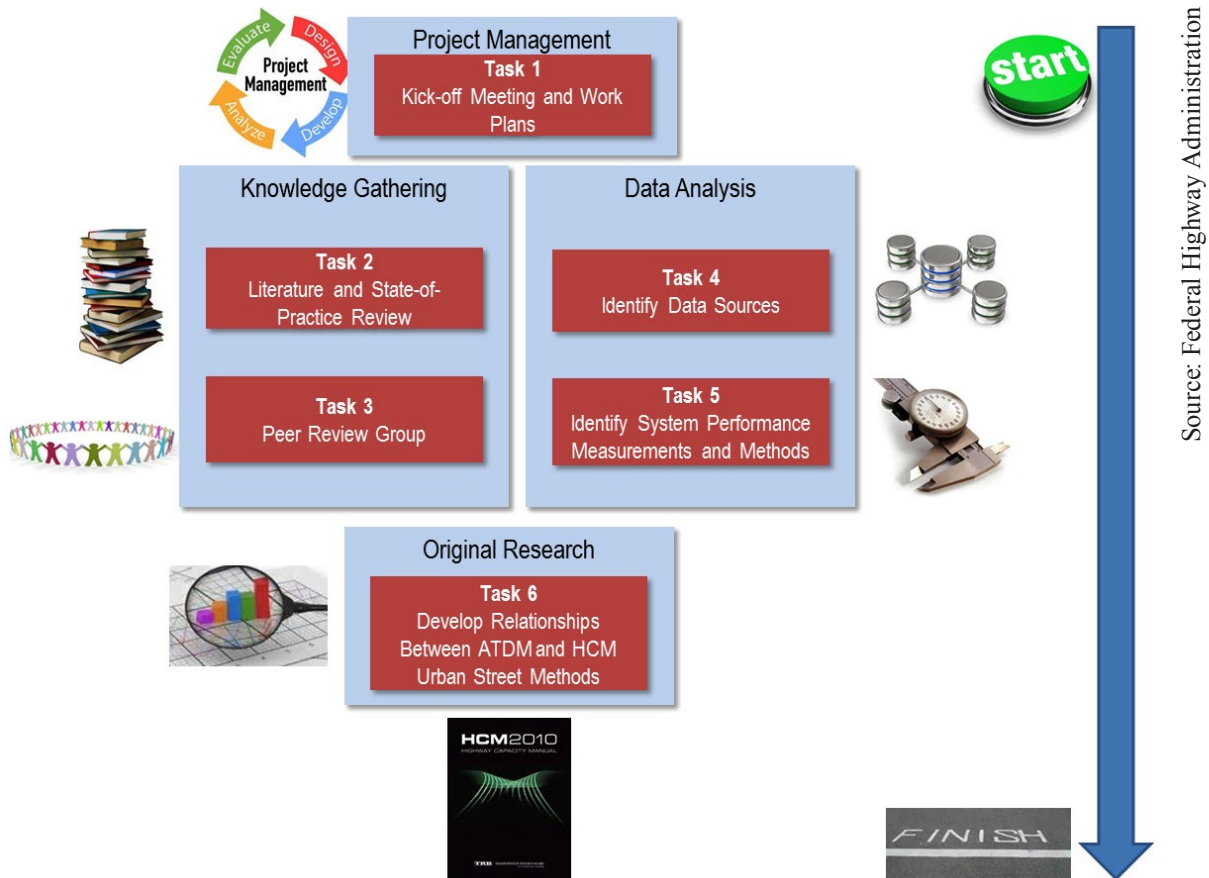 Project Management
Task 1
Kick-off Meeting and Work
Plans
Evaluate
Design
Project
Management
Analyze
Develop
start
Source: Federal Highway Administration
Knowledge Gathering
Task 2
Literature and State-of-
Practice Review
Task 3
Peer Review Group
Data Analysis
Task 4
Identify Data Sources
Task 5
Identify System Performance
Measurements and Methods
Original Research
Task 6
Develop Relationships
Between ATDM and HCM
Urban Street Methods
HCM2010
HIGHWAY CAPACITY MANUAL
TRB
FINISH